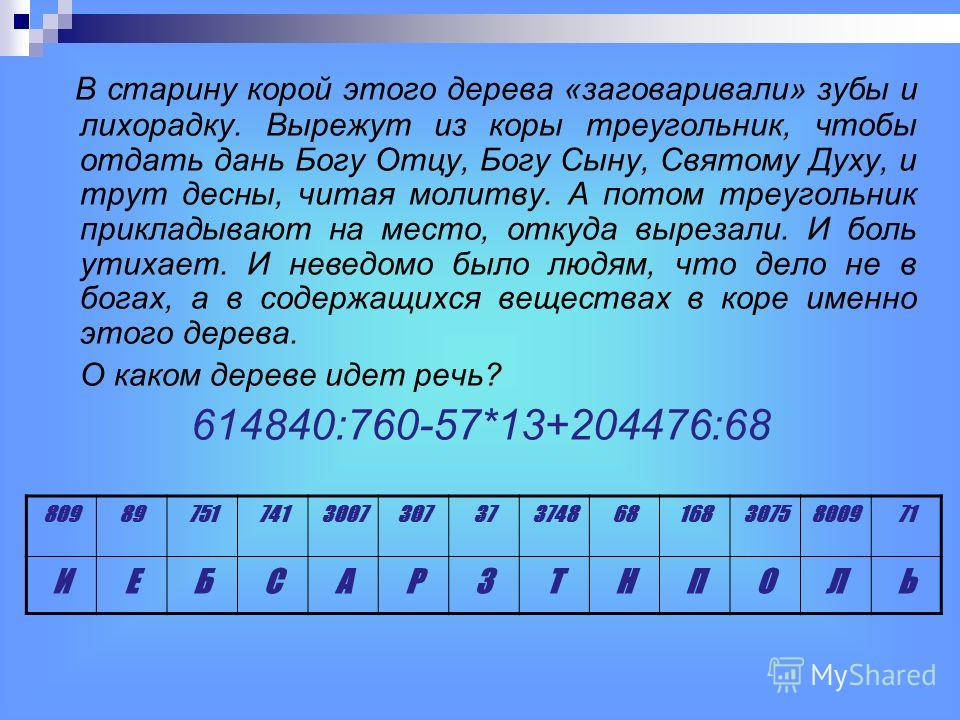 В старину корой этого дерева «заговаривали» зубы и
лихорадку. Вырежут из коры треугольник, чтобы
отдать дань Богу Отцу, Богу Сыну, Святому Духу, и
трут десны, читая молитву. А потом треугольник
прикладывают на место, откуда вырезали. И боль
утихает. И неведомо было людям, что дело не в
богах, а в содержащихся веществах в коре именно
этого дерева.
О каком дереве идет речь?
614840:760-57*13+204476:68
809 89 751 741 3007 307 37 3748 68 168 3075 8009 71
И Е Б С А Р З Т Н П О Л Ь
MyShared